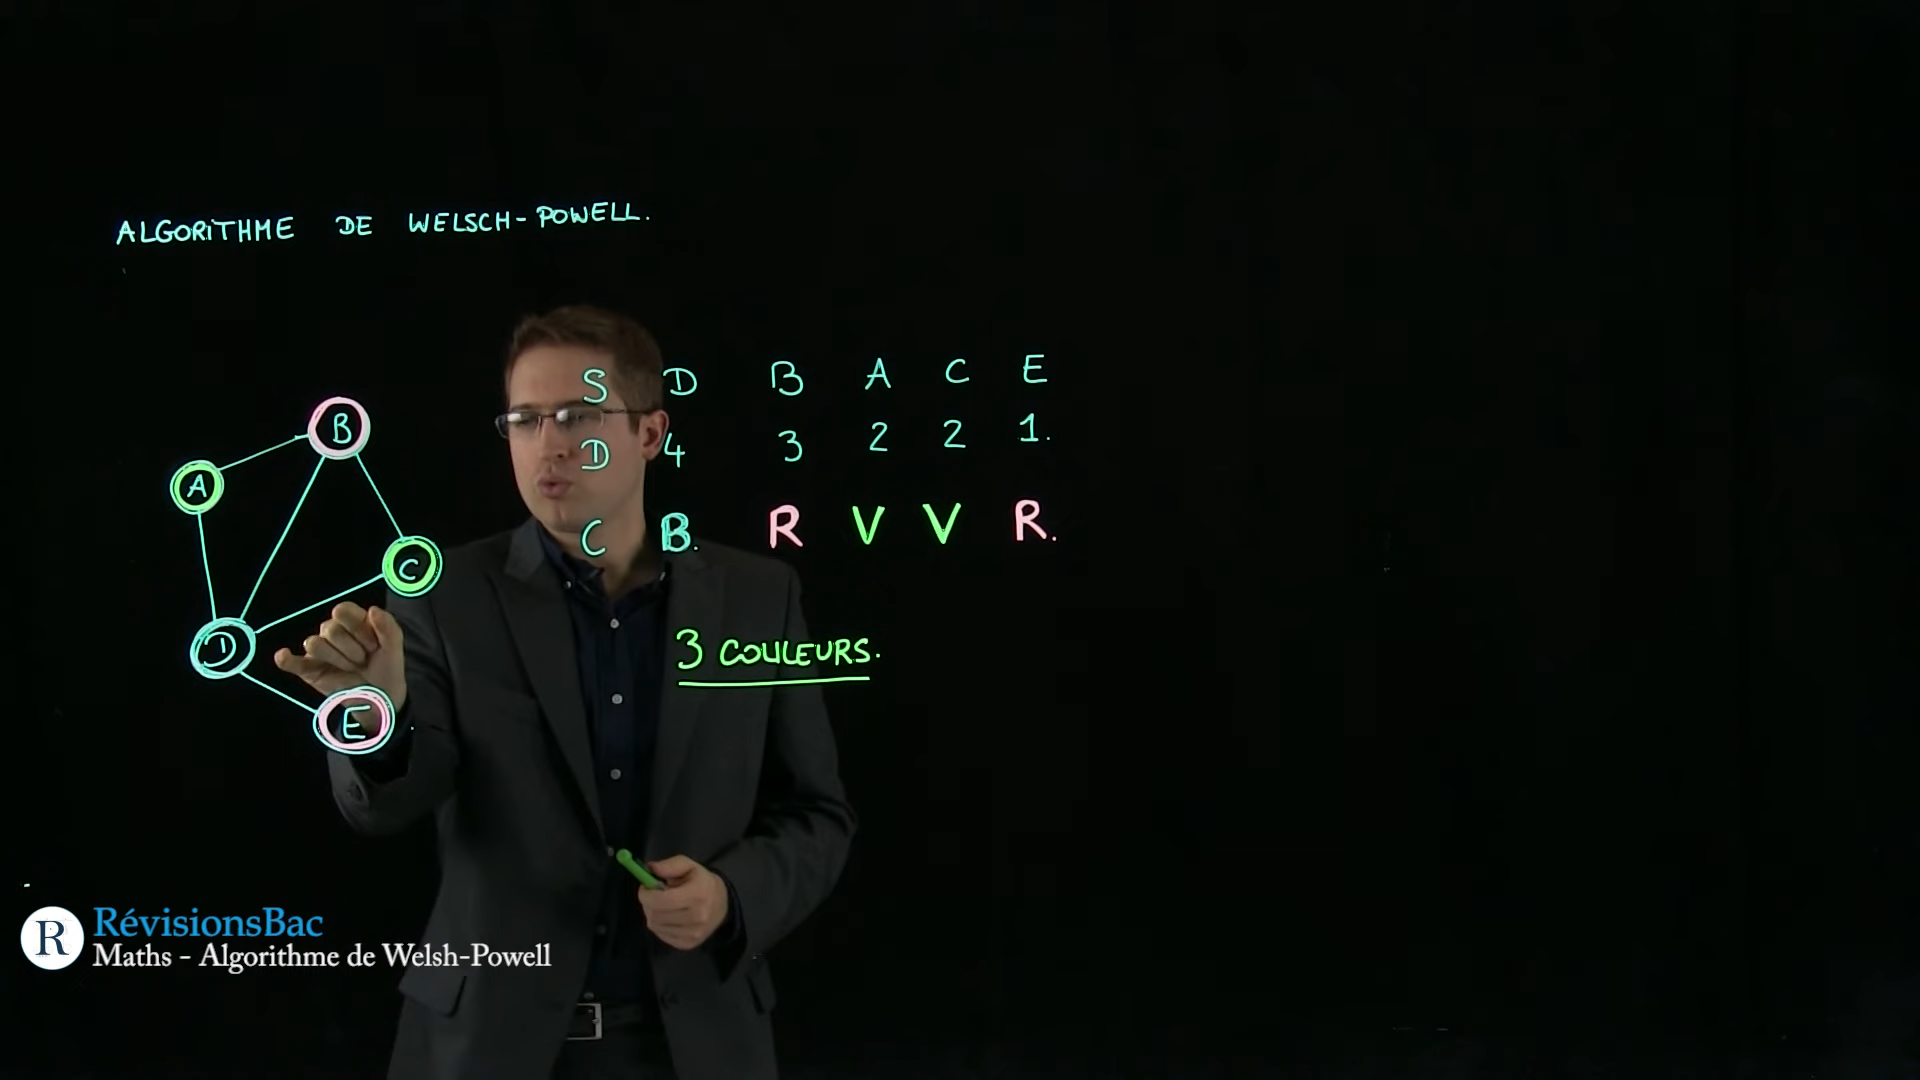 ALGORITHME DE WELSCH-POWELL.
S D B A C E
D 4 3 2 2 1.
C B. R V V R.
3 COULEURS.
B
A
C
D
E
R RévisionsBac
Maths - Algorithme de Welsh-Powell